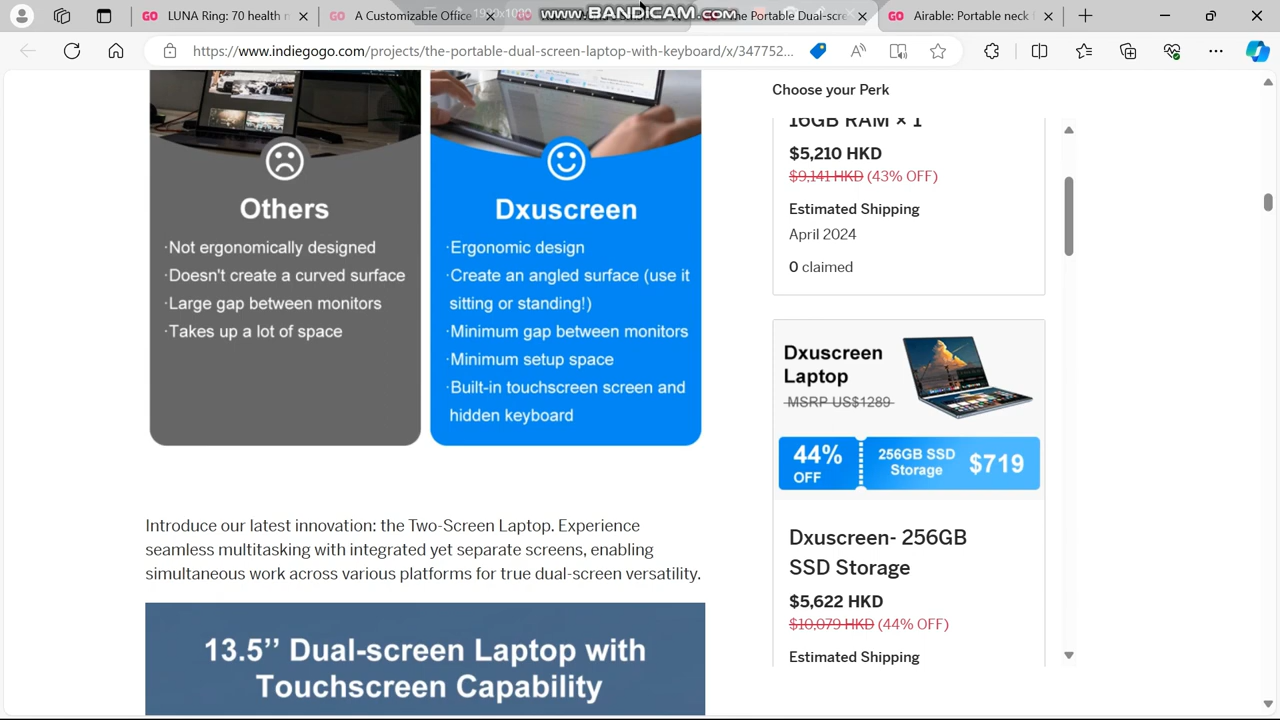 LUNA Ring: 70 health r
A Customizable Office
1920x1080
www.BANDICAM.com
he Portable Dual-scre
Airable: Portable neck
https://www.indiegogo.com/projects/the-portable-dual-screen-laptop-with-keyboard/x/347752...
Others
·Not ergonomically designed
·Doesn't create a curved surface
·Large gap between monitors
·Takes up a lot of space
Dxuscreen
·Ergonomic design
·Create an angled surface (use it
sitting or standing!)
·Minimum gap between monitors
·Minimum setup space
·Built-in touchscreen screen and
hidden keyboard
Introduce our latest innovation: the Two-Screen Laptop. Experience
seamless multitasking with integrated yet separate screens, enabling
simultaneous work across various platforms for true dual-screen versatility.
13.5’’ Dual-screen Laptop with
Touchscreen Capability
Choose your Perk
16GB RAM × 1
$5,210 HKD
$9,141 HKD (43% OFF)
Estimated Shipping
April 2024
0 claimed
Dxuscreen
Laptop
MSRP US$1289
44%
OFF
256GB SSD
Storage
$719
Dxuscreen- 256GB
SSD Storage
$5,622 HKD
$10,079 HKD (44% OFF)
Estimated Shipping